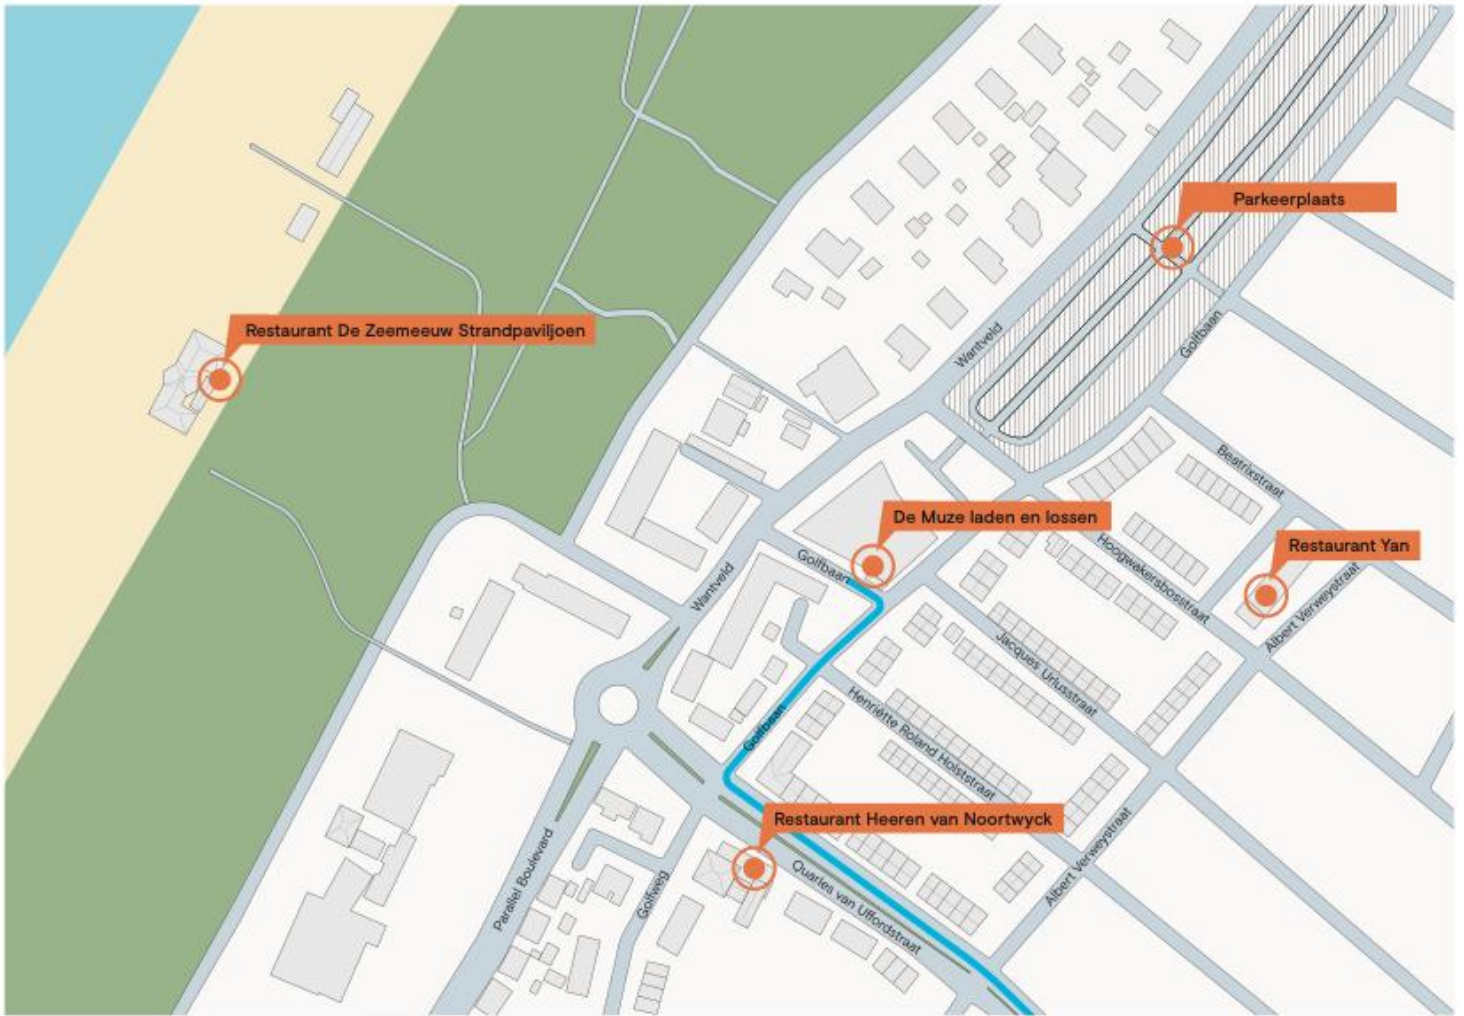 Parkeerplaats
Restaurant De Zeemeeuw Strandpaviljoen
Wantveld
Golfbaan
Beatrixstraat
De Muze laden en lossen
Restaurant Yan
Golfbaan
Hoogwakersbosstraat
Wantveld
Albert Verweystraat
Jacques Urlusstraat
Henriëtte Roland Holststraat
Golfbaan
Restaurant Heeren van Noortwyck
Albert Verweystraat
Parallel Boulevard
Golfweg
Quarles van Uffordstraat